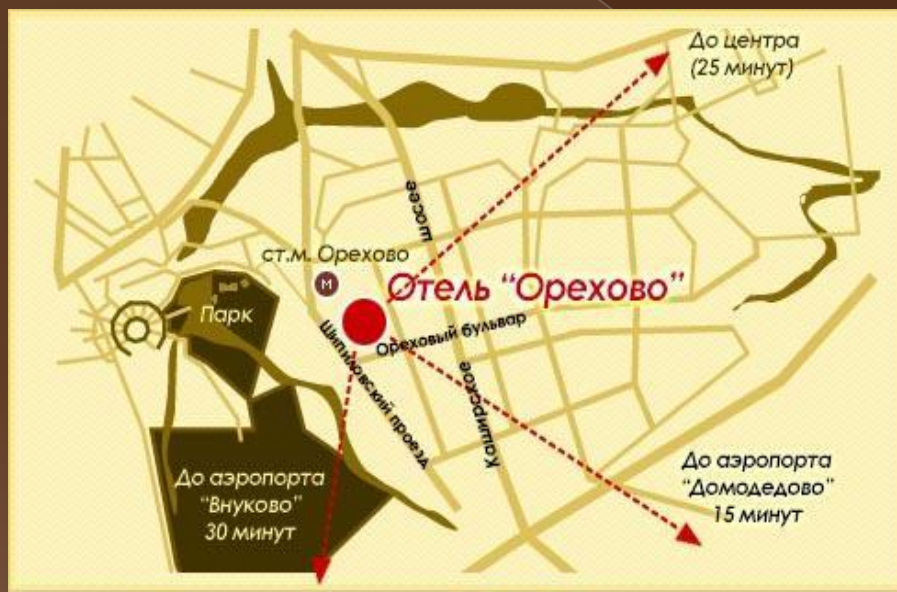 До центра
(25 минут)
шоссе
ст.м. Орехово
М
Отель "Орехово"
Парк
Ореховый бульвар
Шипиловский проезд
Каширское
До аэропорта
"Внуково"
30 минут
До аэропорта
"Домодедово"
15 минут